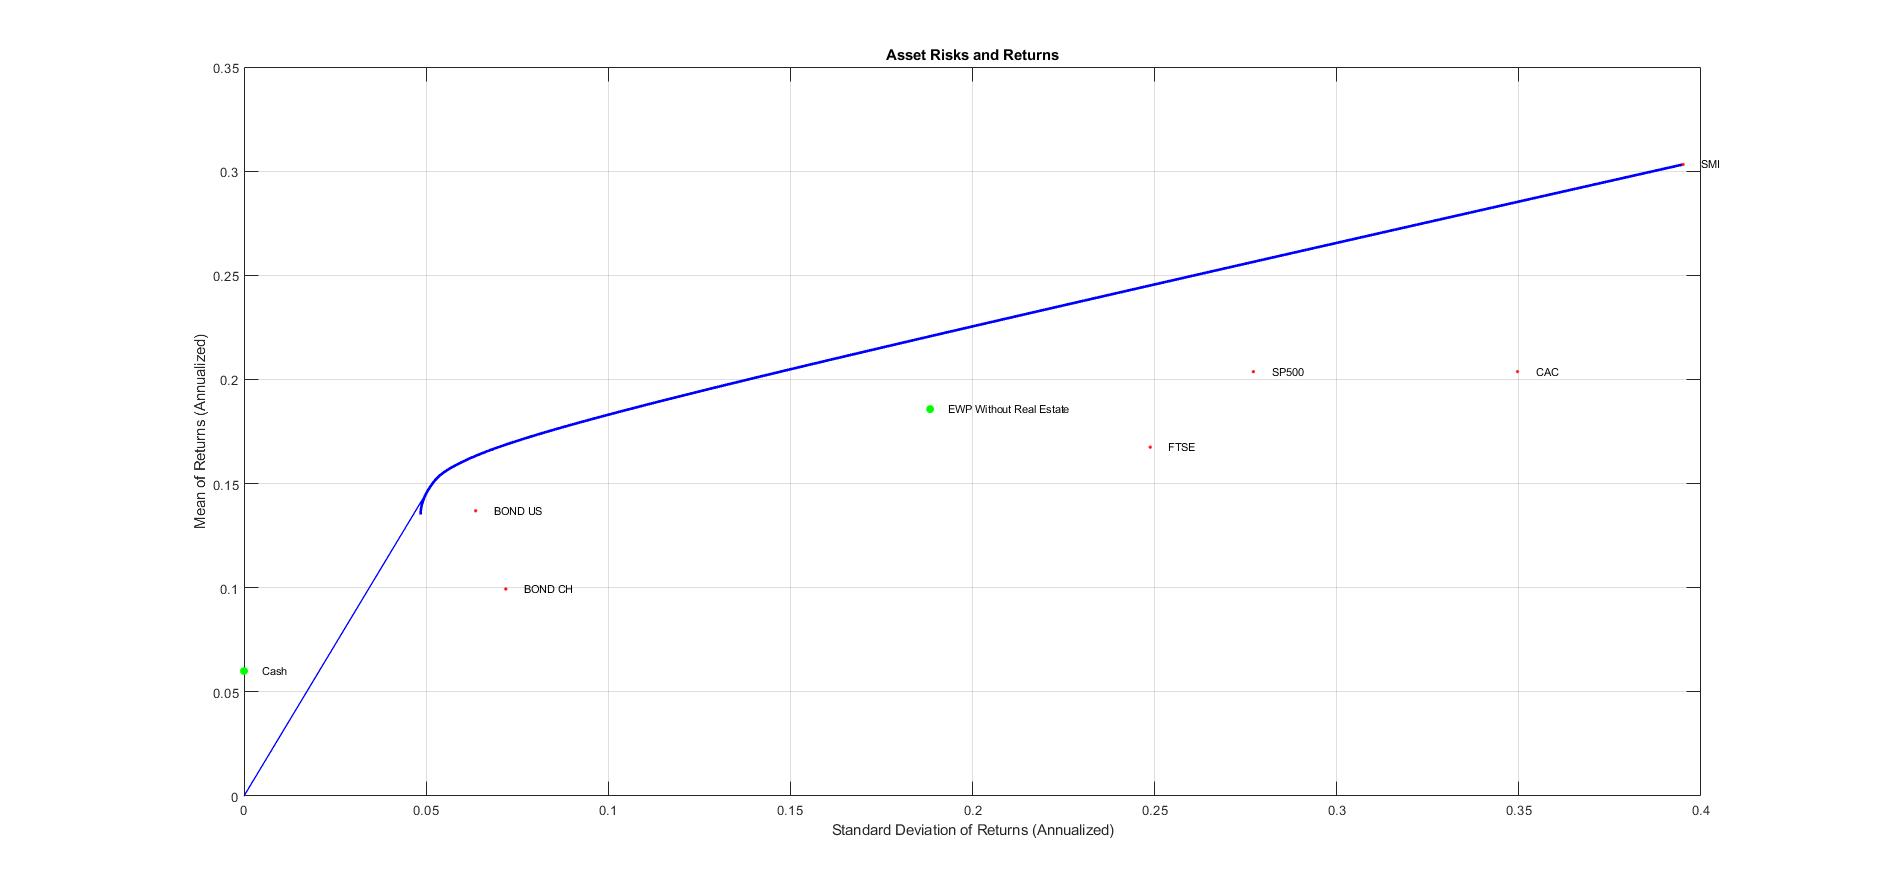 Asset Risks and Returns
0.35
0.3
0.25
0.2
0.15
0.1
0.05
0
Mean of Returns (Annualized)
SMI
SP500
CAC
EWP Without Real Estate
FTSE
BOND US
BOND CH
Cash
0 0.05 0.1 0.15 0.2 0.25 0.3 0.35 0.4
Standard Deviation of Returns (Annualized)